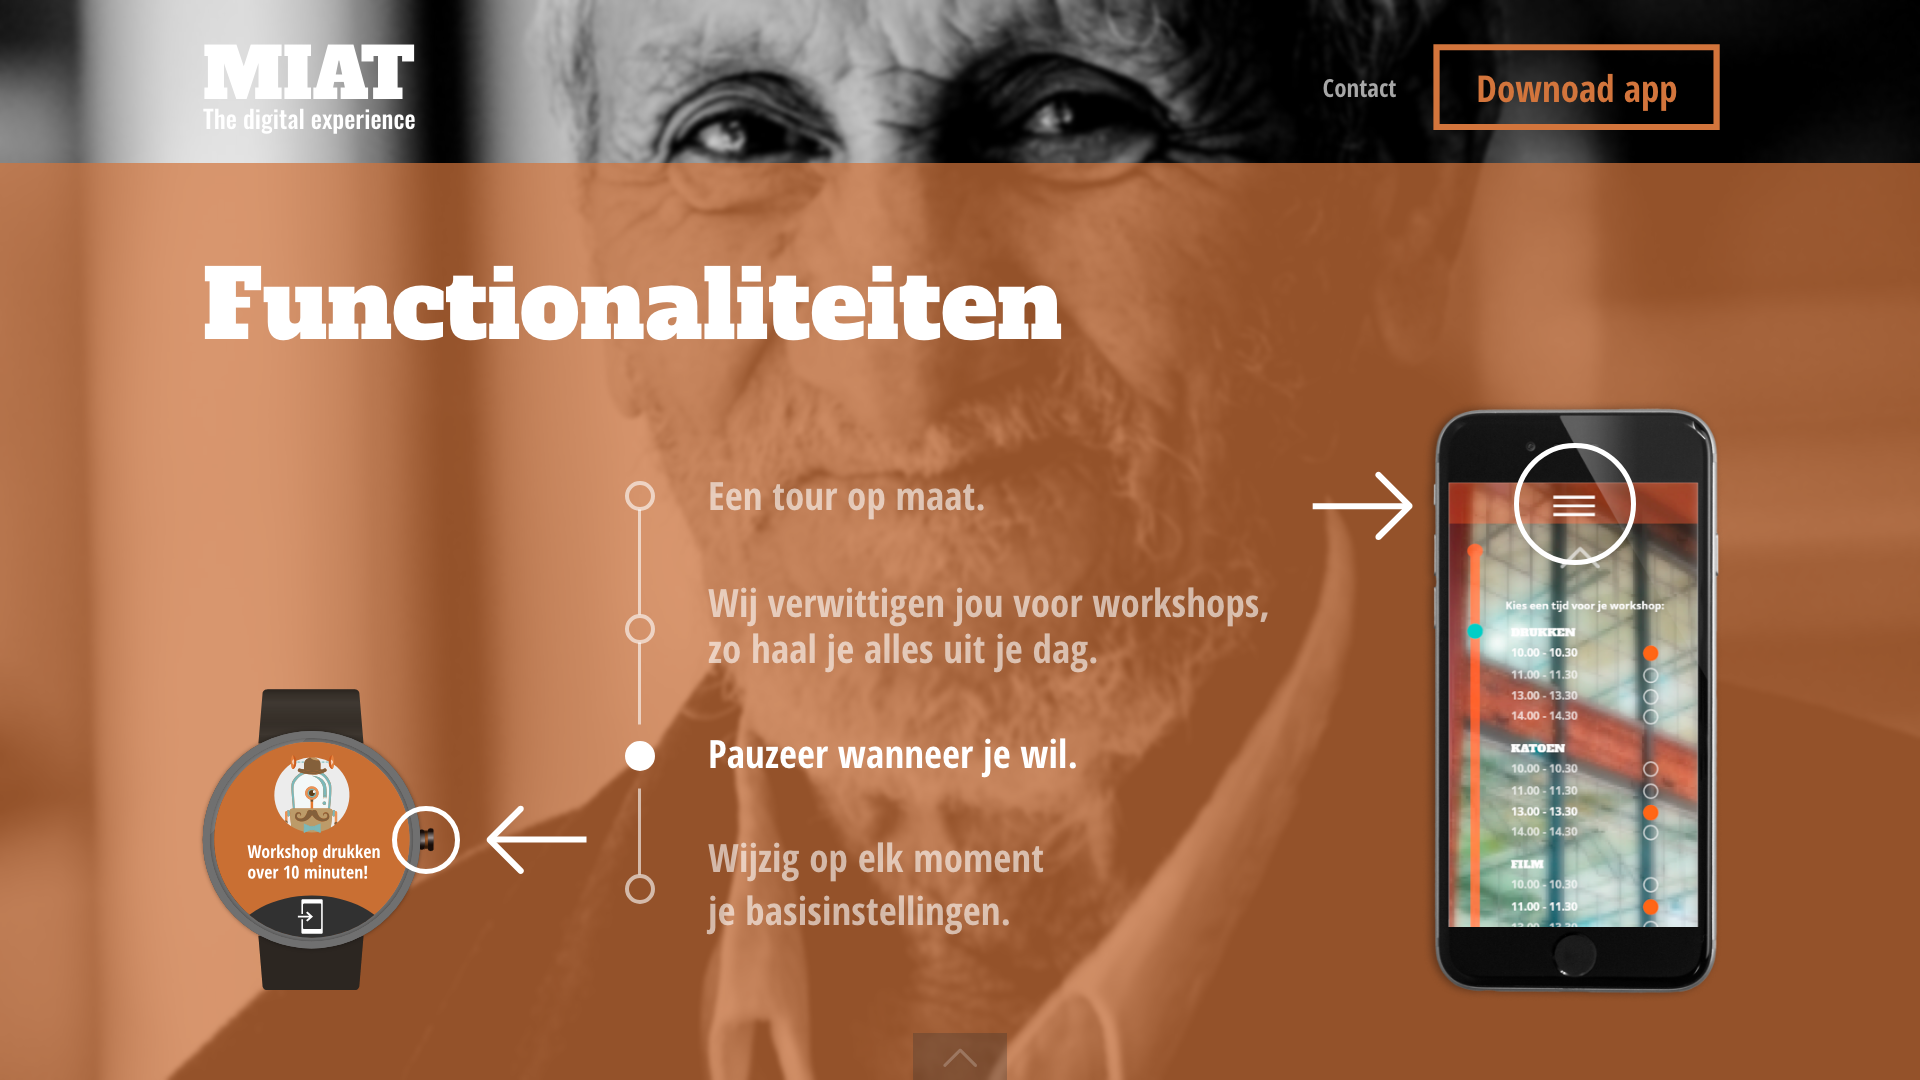 MIAT
The digital experience
Contact
Downoad app
Functionaliteiten
Een tour op maat.
Wij verwittigen jou voor workshops,
zo haal je alles uit je dag.
Pauzeer wanneer je wil.
Wijzig op elk moment
je basisinstellingen.
Workshop drukken
over 10 minuten!
Kies een tijd voor je workshop:
DRUKKEN
10.00 - 10.30
11.00 - 11.30
13.00 - 13.30
14.00 - 14.30
KATOEN
10.00 - 10.30
11.00 - 11.30
13.00 - 13.30
14.00 - 14.30
FILM
10.00 - 10.30
11.00 - 11.30